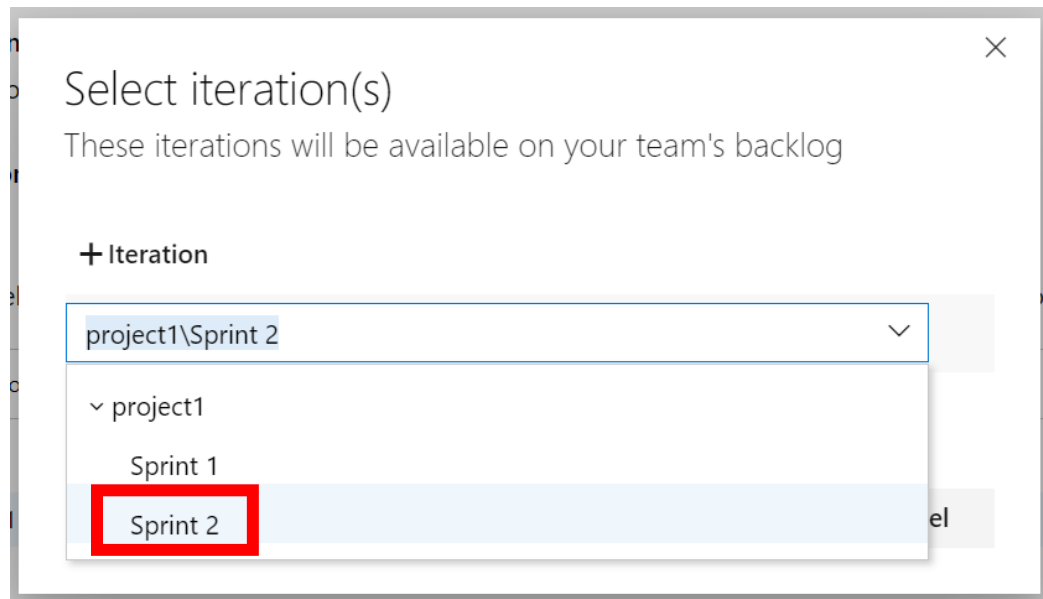 Select iteration(s)
These iterations will be available on your team's backlog
+ Iteration
project1\Sprint 2
project1
Sprint 1
Sprint 2
el